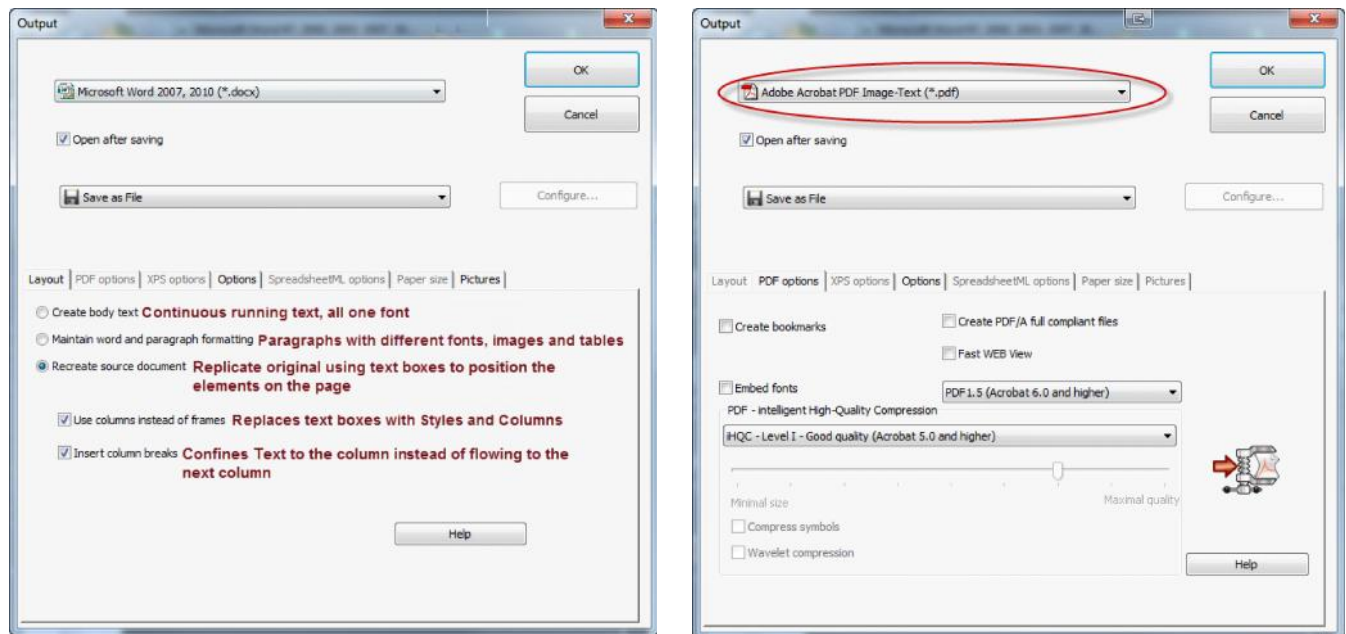 Output
Microsoft Word 2007, 2010 (*.docx)
OK
Cancel
Open after saving
Save as File
Configure...
Layout PDF options XPS options Options SpreadsheetML options Paper size Pictures
Create body text Continuous running text, all one font
Maintain word and paragraph formatting Paragraphs with different fonts, images and tables
Recreate source document Replicate original using text boxes to position the
elements on the page
Use columns instead of frames Replaces text boxes with Styles and Columns
Insert column breaks Confines Text to the column instead of flowing to the
next column
Help
Output
Adobe Acrobat PDF Image-Text (*.pdf)
OK
Cancel
Open after saving
Save as File
Configure...
Layout PDF options XPS options Options SpreadsheetML options Paper size Pictures
Create bookmarks
Create PDF/A full compliant files
Fast WEB View
Embed fonts
PDF1.5 (Acrobat 6.0 and higher)
PDF - intelligent High-Quality Compression
iHQC - Level I - Good quality (Acrobat 5.0 and higher)
Minimal size Maximal quality
Compress symbols
Wavelet compression
Help